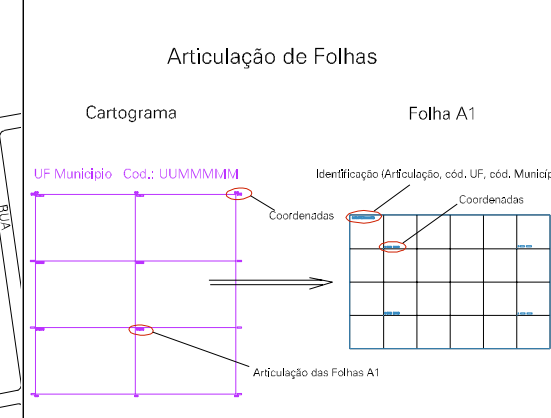 Articulação de Folhas
Cartograma
Folha A1
UF Municipio Cod.: UUMMMMM
Identificação (Articulação, cód. UF, cód. Municíp
Coordenadas
Coordenadas
Articulação das Folhas A1
RUA